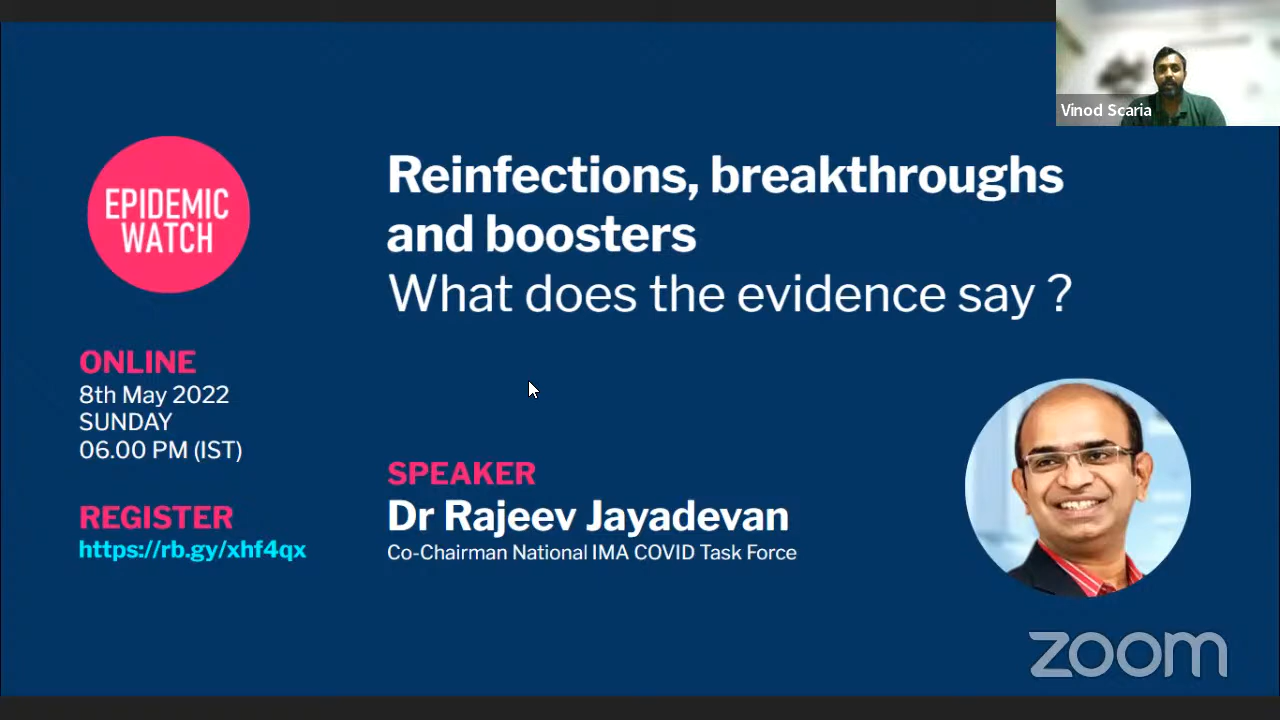 Vinod Scaria
EPIDEMIC
WATCH
Reinfections, breakthroughs
and boosters
What does the evidence say ?
ONLINE
8th May 2022
SUNDAY
06.00 PM (IST)
REGISTER
https://rb.gy/xhf4qx
SPEAKER
Dr Rajeev Jayadevan
Co-Chairman National IMA COVID Task Force
zoom